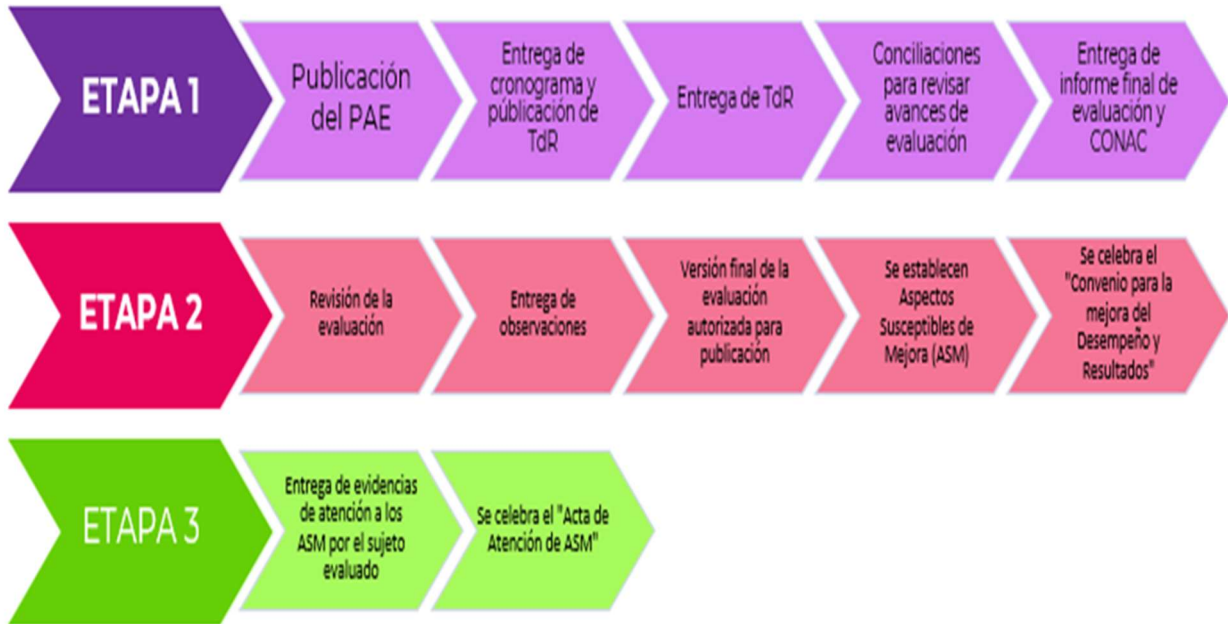 ETAPA 1
Publicación
del PAE
Entrega de
cronograma y
públicación de
TdR
Entrega de TdR
Conciliaciones
para revisar
avances de
evaluación
Entrega de
informe final de
evaluación y
CONAC
ETAPA 2
Revisión de la
evaluación
Entrega de
observaciones
Versión final de la
evaluación
autorizada para
publicación
Se establecen
Aspectos
Susceptibles de
Mejora (ASM)
Se celebra el
"Convenio para la
mejora del
Desempeño y
Resultados"
ETAPA 3
Entrega de evidencias
de atención a los
ASM por el sujeto
evaluado
Se celebra el "Acta de
Atención de ASM"